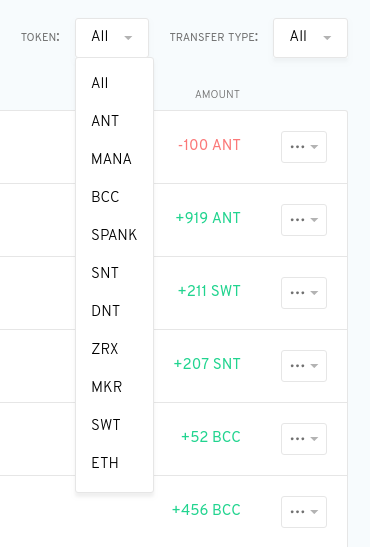 TOKEN: All TRANSFER TYPE: All
All
AMOUNT
ANT
-100 ANT
MANA
BCC
+919 ANT
SPANK
SNT
+211 SWT
DNT
ZRX
+207 SNT
MKR
SWT
+52 BCC
ETH
+456 BCC